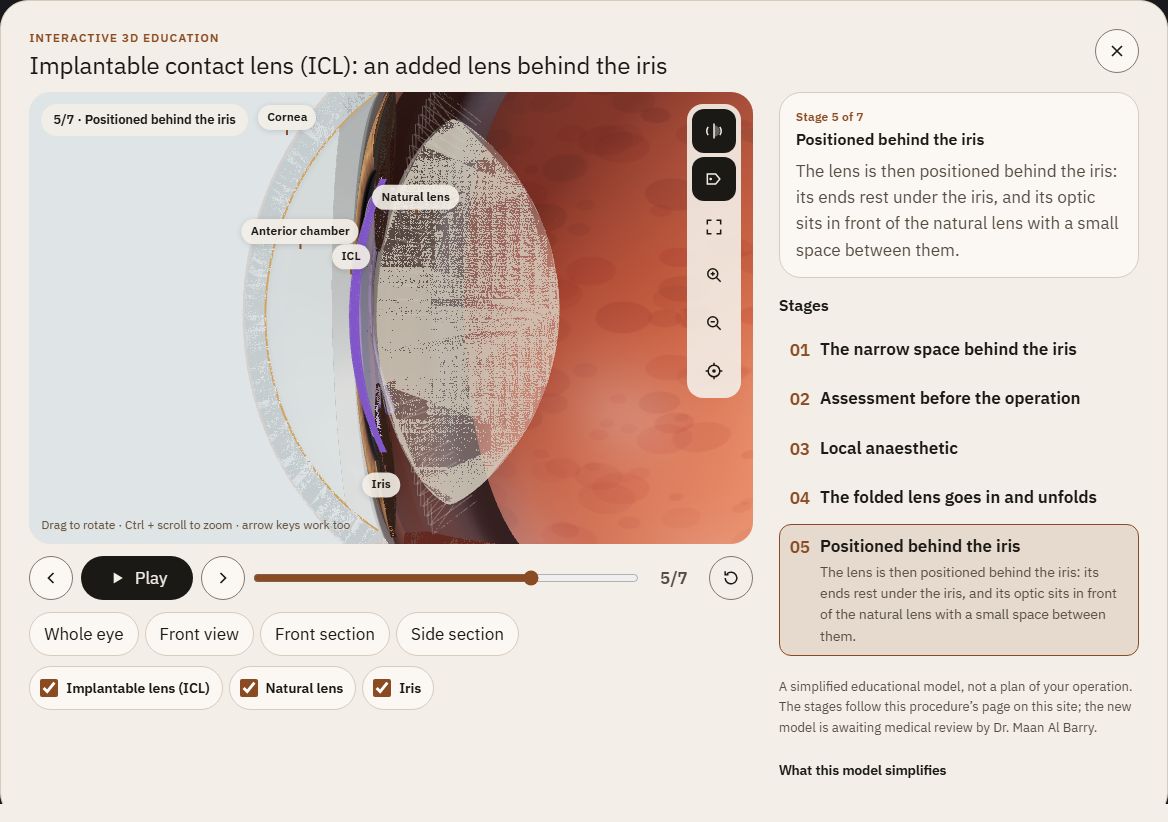 INTERACTIVE 3D EDUCATION
Implantable contact lens (ICL): an added lens behind the iris
5/7 · Positioned behind the iris
Cornea
Natural lens
Anterior chamber
ICL
Iris
Drag to rotate · Ctrl + scroll to zoom · arrow keys work too
Play
5/7
Whole eye
Front view
Front section
Side section
Implantable lens (ICL)
Natural lens
Iris
Stage 5 of 7
Positioned behind the iris
The lens is then positioned behind the iris:
its ends rest under the iris, and its optic
sits in front of the natural lens with a small
space between them.
Stages
01 The narrow space behind the iris
02 Assessment before the operation
03 Local anaesthetic
04 The folded lens goes in and unfolds
05 Positioned behind the iris
The lens is then positioned behind the iris: its
ends rest under the iris, and its optic sits in front
of the natural lens with a small space between
them.
A simplified educational model, not a plan of your operation.
The stages follow this procedure's page on this site; the new
model is awaiting medical review by Dr. Maan Al Barry.
What this model simplifies